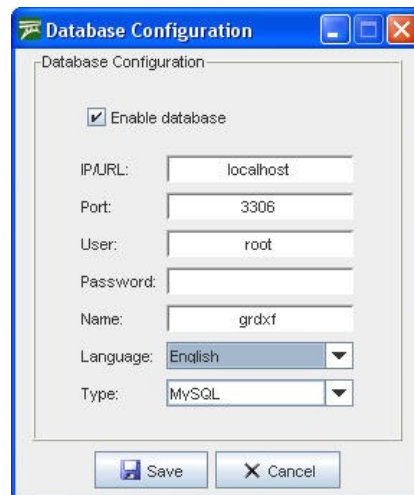 Database Configuration
Database Configuration
Enable database
IP/URL: localhost
Port: 3306
User: root
Password:
Name: grdxf
Language: English
Type: MySQL
Save Cancel